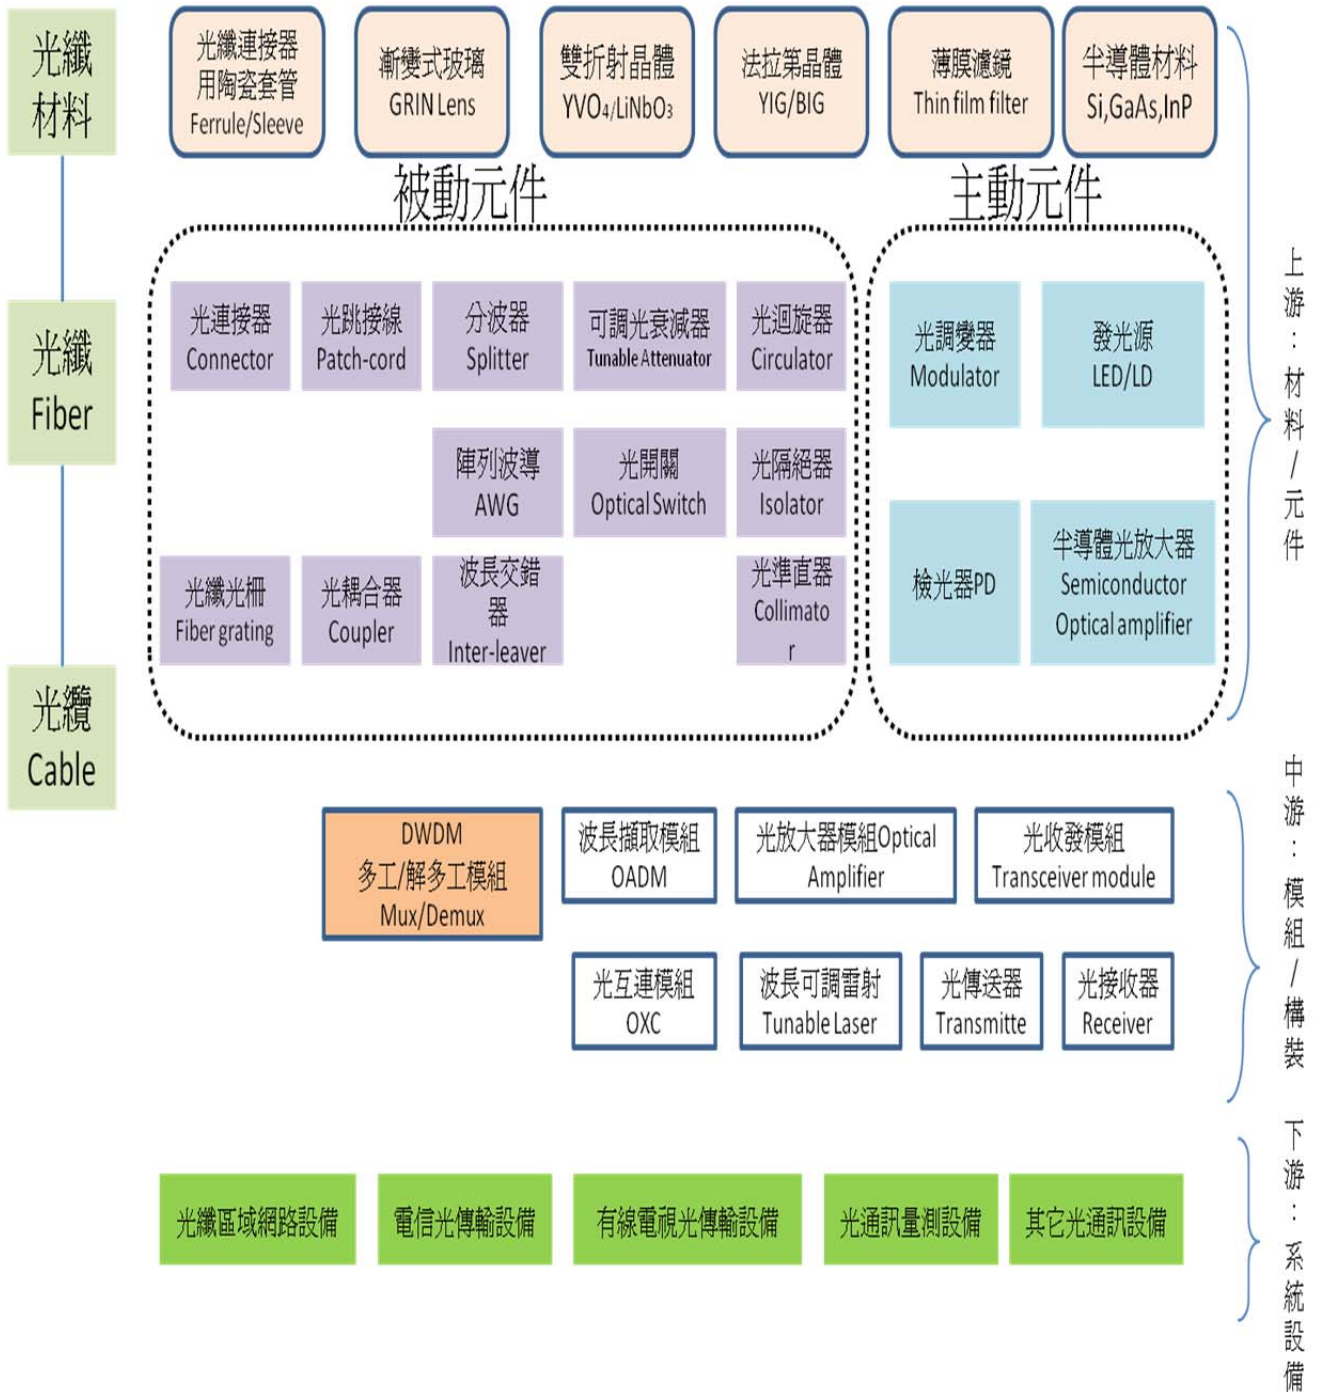 光纖
材料
光纖連接器
用陶瓷套管
Ferrule/Sleeve
漸變式玻璃
GRIN Lens
雙折射晶體
YVO₄/LiNbO₃
法拉第晶體
YIG/BIG
薄膜濾鏡
Thin film filter
半導體材料
Si,GaAs,InP
被動元件
主動元件
光纖
Fiber
光連接器
Connector
光跳接線
Patch-cord
分波器
Splitter
可調光衰減器
Tunable Attenuator
光迴旋器
Circulator
光調變器
Modulator
發光源
LED/LD
陣列波導
AWG
光開關
Optical Switch
光隔絕器
Isolator
光纖光柵
Fiber grating
光耦合器
Coupler
波長交錯
器
Inter-leaver
光準直器
Collimato
r
檢光器PD
半導體光放大器
Semiconductor
Optical amplifier
上游：材料/元件
光纜
Cable
DWDM
多工/解多工模組
Mux/Demux
波長擷取模組
OADM
光放大器模組Optical
Amplifier
光收發模組
Transceiver module
光互連模組
OXC
波長可調雷射
Tunable Laser
光傳送器
Transmitte
光接收器
Receiver
中游：模組/構裝
光纖區域網路設備
電信光傳輸設備
有線電視光傳輸設備
光通訊量測設備
其它光通訊設備
下游：系統設備